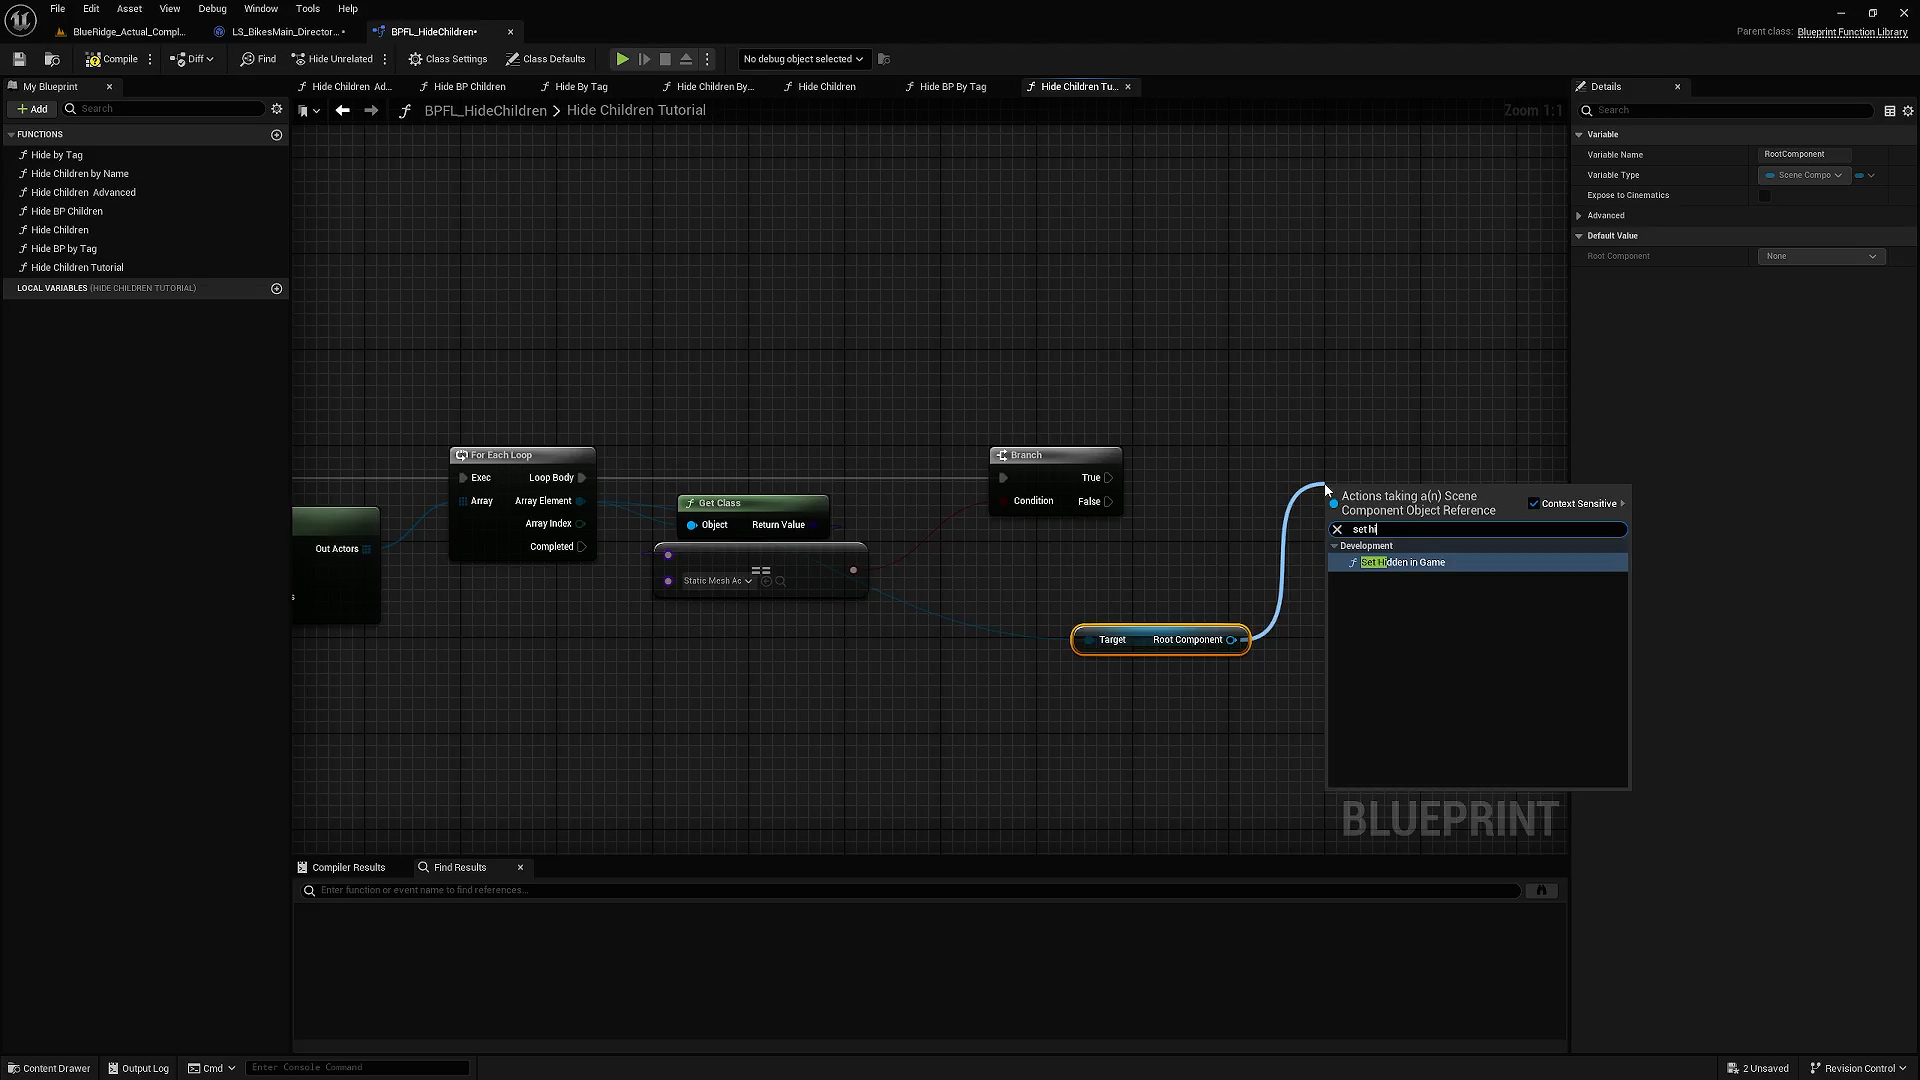 File Edit Asset View Debug Window Tools Help
BlueRidge_Actual_Compl... LS_BikesMain_Director...• BPFL_HideChildren•
Parent class: Blueprint Function Library
Compile Diff Find Hide Unrelated Class Settings Class Defaults No debug object selected
My Blueprint
Hide Children Ad... Hide BP Children Hide By Tag Hide Children By... Hide Children Hide BP By Tag Hide Children Tu...
Details
+ Add Search
BPFL_HideChildren > Hide Children Tutorial
Zoom 1:1
Search
FUNCTIONS
Hide by Tag
Hide Children by Name
Hide Children Advanced
Hide BP Children
Hide Children
Hide BP by Tag
Hide Children Tutorial
LOCAL VARIABLES (HIDE CHILDREN TUTORIAL)
Variable
Variable Name RootComponent
Variable Type Scene Compo
Expose to Cinematics
Advanced
Default Value
Root Component None
Out Actors
s
For Each Loop
Exec Loop Body
Array Array Element
Array Index
Completed
Get Class
Object Return Value
==
Static Mesh Ac
Branch
True
Condition False
Target Root Component
Actions taking a(n) Scene
Component Object Reference
Context Sensitive
set hi
Development
Set Hidden in Game
BLUEPRINT
Compiler Results Find Results
Enter function or event name to find references...
Content Drawer Output Log Cmd Enter Console Command
2 Unsaved Revision Control